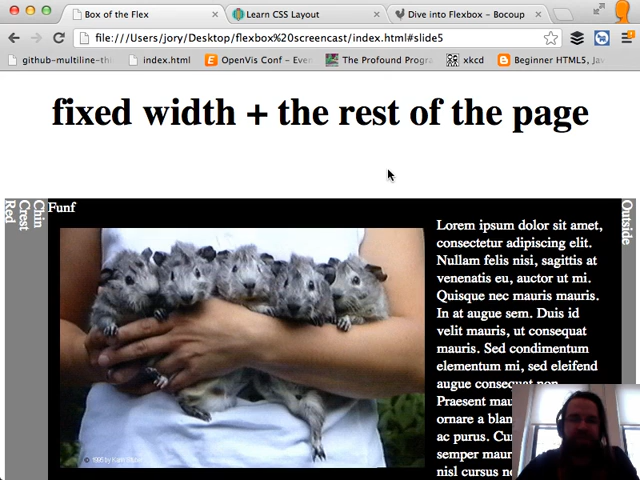 Box of the Flex
Learn CSS Layout
Dive into Flexbox - Bocoup
file:///Users/jory/Desktop/flexbox%20screencast/index.html#slide5
github-multiline-th
index.html
OpenVis Conf - Even
The Profound Progra
xkcd
Beginner HTML5, Jav
fixed width + the rest of the page
Red
Crest
Chin
Funf
Outside
Lorem ipsum dolor sit amet,
consectetur adipiscing elit.
Nullam felis nisi, sagittis at
venenatis eu, auctor ut mi.
Quisque nec mauris mauris.
In at augue sem. Duis id
velit mauris, ut consequat
mauris. Sed condimentum
elementum mi, sed eleifend
augue consequat non.
Praesent mau
ornare a blan
ac purus. Cu
semper maur
nisl cursus n